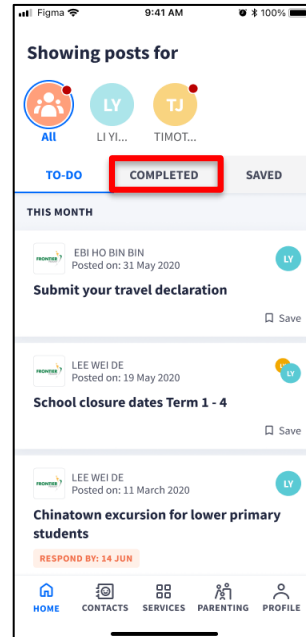 Figma 9:41 AM 100%
Showing posts for
LY TJ
All LI YI... TIMOT...
TO-DO COMPLETED SAVED
THIS MONTH
FRONTIER EBI HO BIN BIN
Posted on: 31 May 2020
LY
Submit your travel declaration
Save
FRONTIER LEE WEI DE
Posted on: 19 May 2020
LY
School closure dates Term 1 - 4
Save
FRONTIER LEE WEI DE
Posted on: 11 March 2020
LY
Chinatown excursion for lower primary
students
RESPOND BY: 14 JUN
HOME CONTACTS SERVICES PARENTING PROFILE